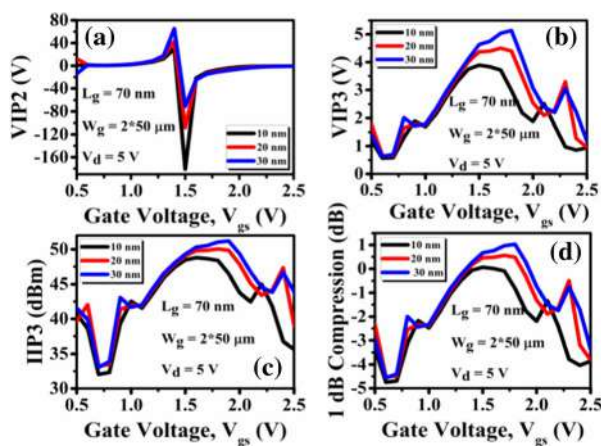 (a)
80
40
0
-40
-80
-120
-160
VIP2 (V)
Lg = 70 nm
Wg = 2*50 μm
Vd = 5 V
10 nm
20 nm
30 nm
0.5 1.0 1.5 2.0 2.5
Gate Voltage, Vgs (V)
(b)
6
5
4
3
2
1
0
VIP3 (V)
10 nm
20 nm
30 nm
Lg = 70 nm
Wg = 2*50 μm
Vd = 5 V
0.5 1.0 1.5 2.0 2.5
Gate Voltage, Vgs (V)
50
45
40
35
30
IIP3 (dBm)
10 nm
20 nm
30 nm
Lg = 70 nm
Wg = 2*50 μm
(c)
Vd = 5 V
0.5 1.0 1.5 2.0 2.5
Gate Voltage, Vgs (V)
1
0
-1
-2
-3
-4
-5
1 dB Compression (dB)
10 nm
20 nm
30 nm
(d)
Lg = 70 nm
Wg = 2*50 μm
Vd = 5 V
0.5 1.0 1.5 2.0 2.5
Gate Voltage, Vgs (V)